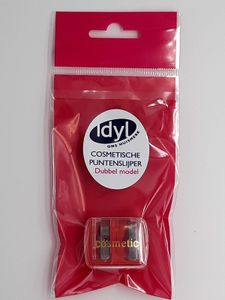 Idyl
ONS HUISMERK
COSMETISCHE
PUNTENSLIJPER
Dubbel model
cosmetic